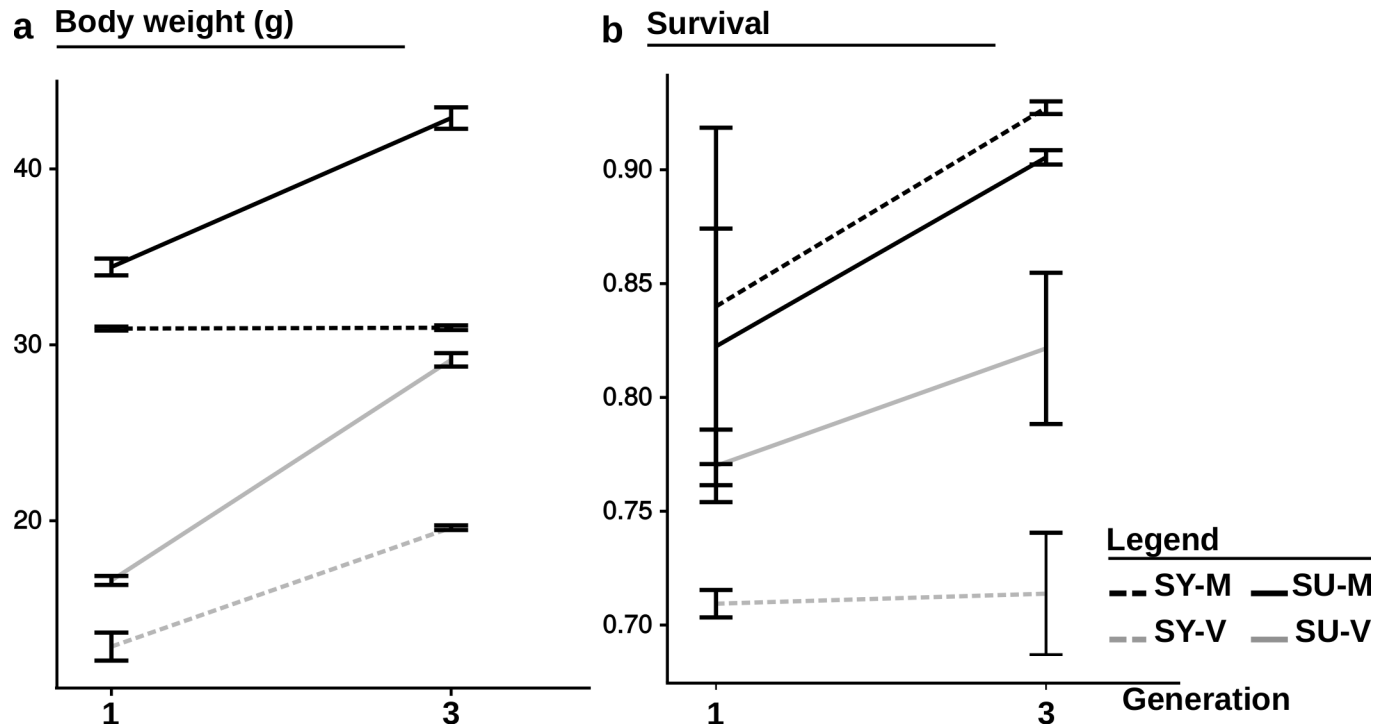 a Body weight (g)
40
30
20
1 3
b Survival
0.90
0.85
0.80
0.75
0.70
1 3
Generation
Legend
SY-M SU-M
SY-V SU-V